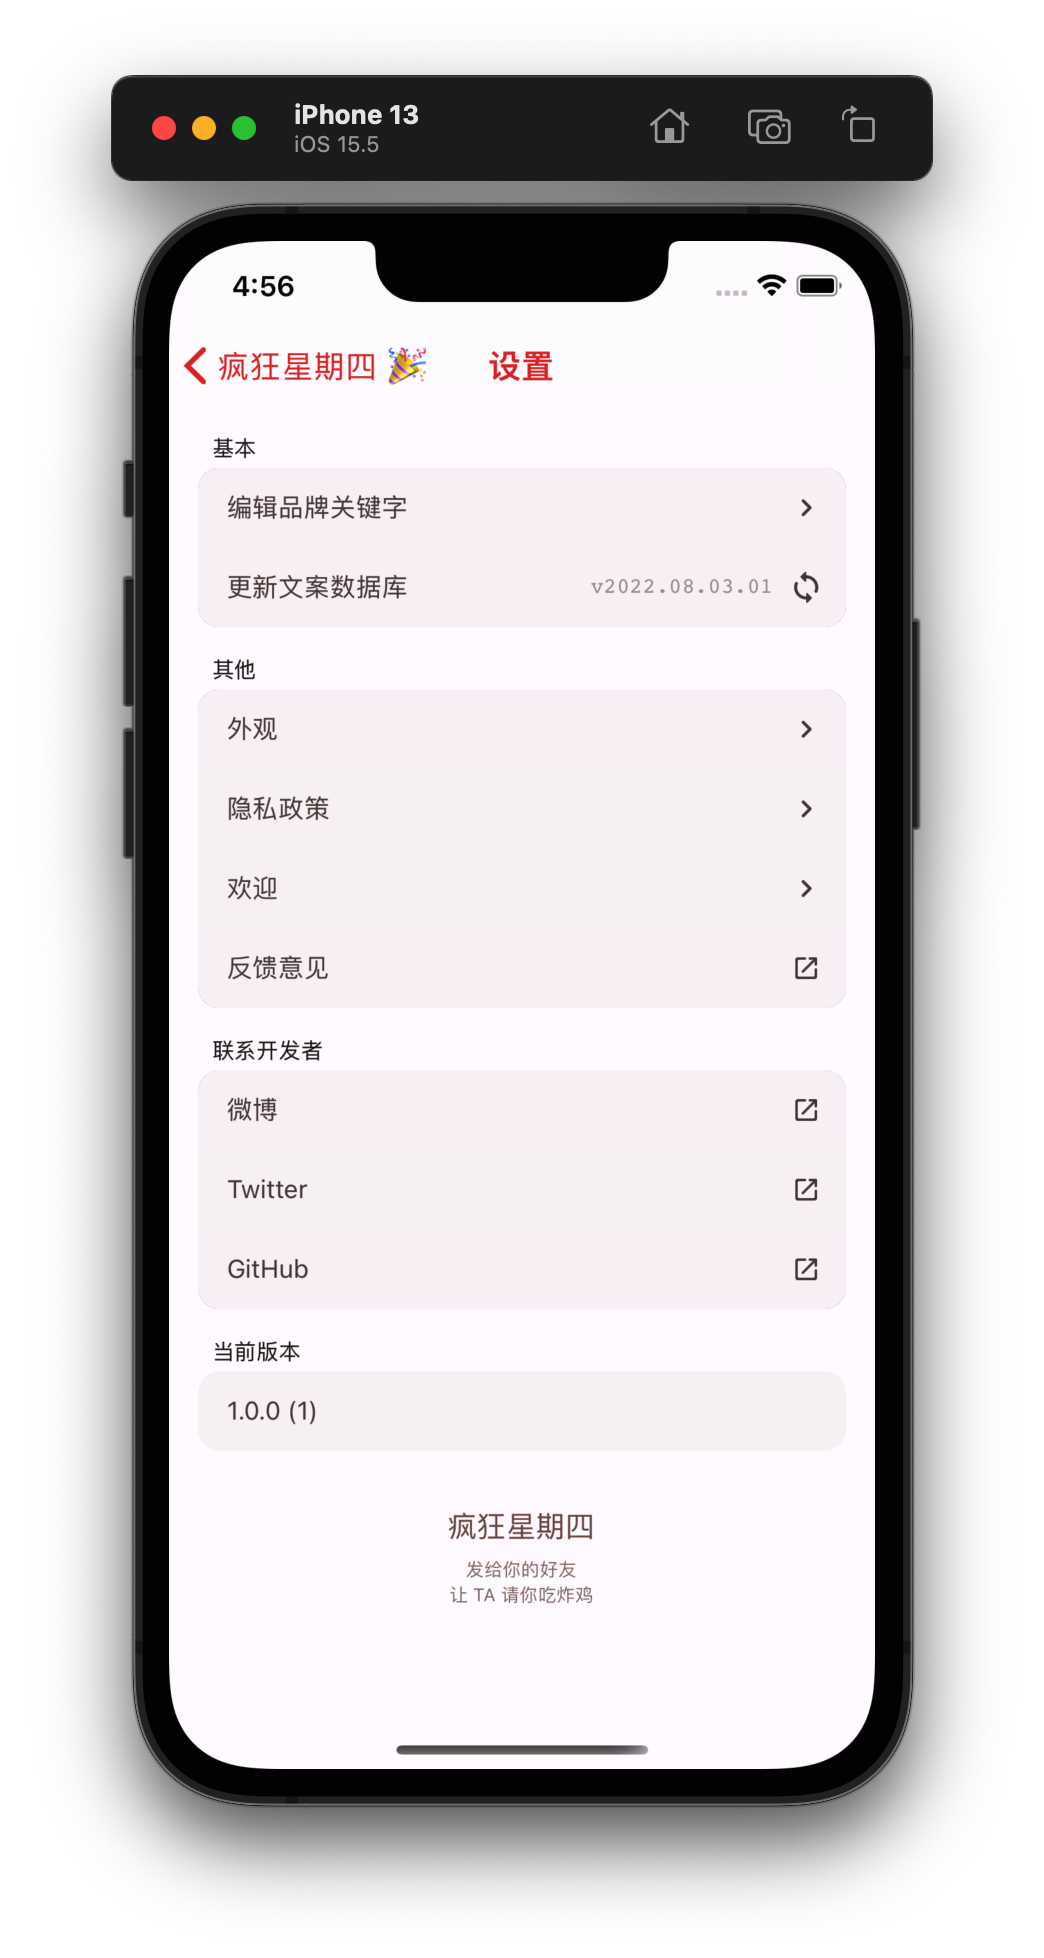 iPhone 13
iOS 15.5
4:56
疯狂星期四 🎉 设置
基本
编辑品牌关键字
更新文案数据库 v2022.08.03.01
其他
外观
隐私政策
欢迎
反馈意见
联系开发者
微博
Twitter
GitHub
当前版本
1.0.0 (1)
疯狂星期四
发给你的好友
让 TA 请你吃炸鸡